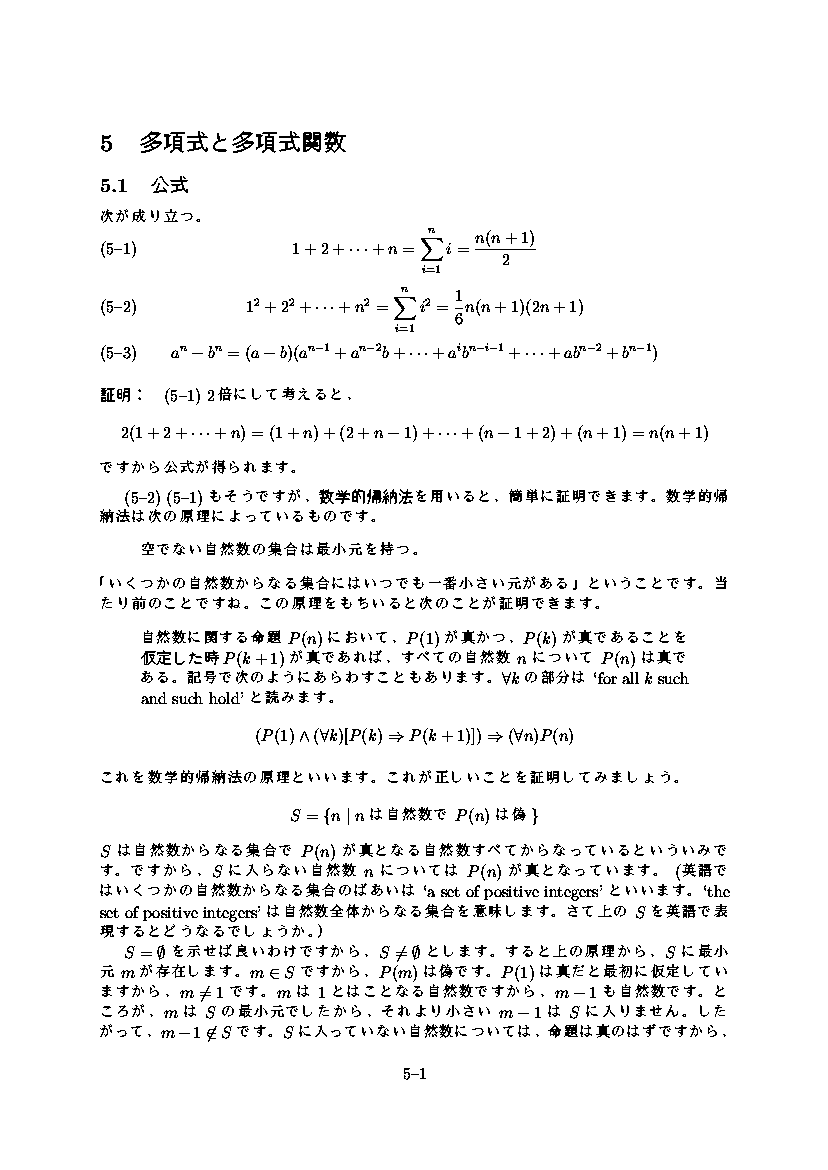 5 多項式と多項式関数
5.1 公式
次が成り立つ。
(5–1) 1 + 2 + ⋯ + n = \sum_{i=1}^{n} i = \frac{n(n+1)}{2}
(5–2) 1² + 2² + ⋯ + n² = \sum_{i=1}^{n} i² = \frac{1}{6}n(n+1)(2n+1)
(5–3) a^n − b^n = (a − b)(a^{n−1} + a^{n−2}b + ⋯ + a^i b^{n−i−1} + ⋯ + ab^{n−2} + b^{n−1})
証明： (5–1) 2倍にして考えると、
2(1 + 2 + ⋯ + n) = (1 + n) + (2 + n − 1) + ⋯ + (n − 1 + 2) + (n + 1) = n(n + 1)
ですから公式が得られます。
(5–2) (5–1) もそうですが、数学的帰納法を用いると、簡単に証明できます。数学的帰
納法は次の原理によっているものです。
空でない自然数の集合は最小元を持つ。
「いくつかの自然数からなる集合にはいつでも一番小さい元がある」ということです。当
たり前のことですね。この原理をもちいると次のことが証明できます。
自然数に関する命題 P(n) において、P(1) が真かつ、P(k) が真であることを
仮定した時 P(k + 1) が真であれば、すべての自然数 n について P(n) は真で
ある。記号で次のようにあらわすこともあります。∀k の部分は ‘for all k such
and such hold’ と読みます。
(P(1) ∧ (∀k)[P(k) ⇒ P(k + 1)]) ⇒ (∀n)P(n)
これを数学的帰納法の原理といいます。これが正しいことを証明してみましょう。
S = {n | n は自然数で P(n) は偽 }
S は自然数からなる集合で P(n) が真となる自然数すべてからなっているといういみで
す。ですから、S に入らない自然数 n については P(n) が真となっています。 (英語で
はいくつかの自然数からなる集合のばあいは ‘a set of positive integers’ といいます。‘the
set of positive integers’ は自然数全体からなる集合を意味します。さて上の S を英語で表
現するとどうなるでしょうか。)
S = ∅ を示せば良いわけですから、S ≠ ∅ とします。すると上の原理から、S に最小
元 m が存在します。m ∈ S ですから、P(m) は偽です。P(1) は真だと最初に仮定してい
ますから、m ≠ 1 です。m は 1 とはことなる自然数ですから、m − 1 も自然数です。と
ころが、m は S の最小元でしたから、それより小さい m − 1 は S に入りません。した
がって、m − 1 ∉ S です。S に入っていない自然数については、命題は真のはずですから、
5–1